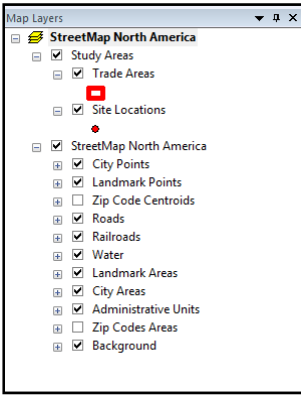 Map Layers
StreetMap North America
Study Areas
Trade Areas
Site Locations
StreetMap North America
City Points
Landmark Points
Zip Code Centroids
Roads
Railroads
Water
Landmark Areas
City Areas
Administrative Units
Zip Codes Areas
Background